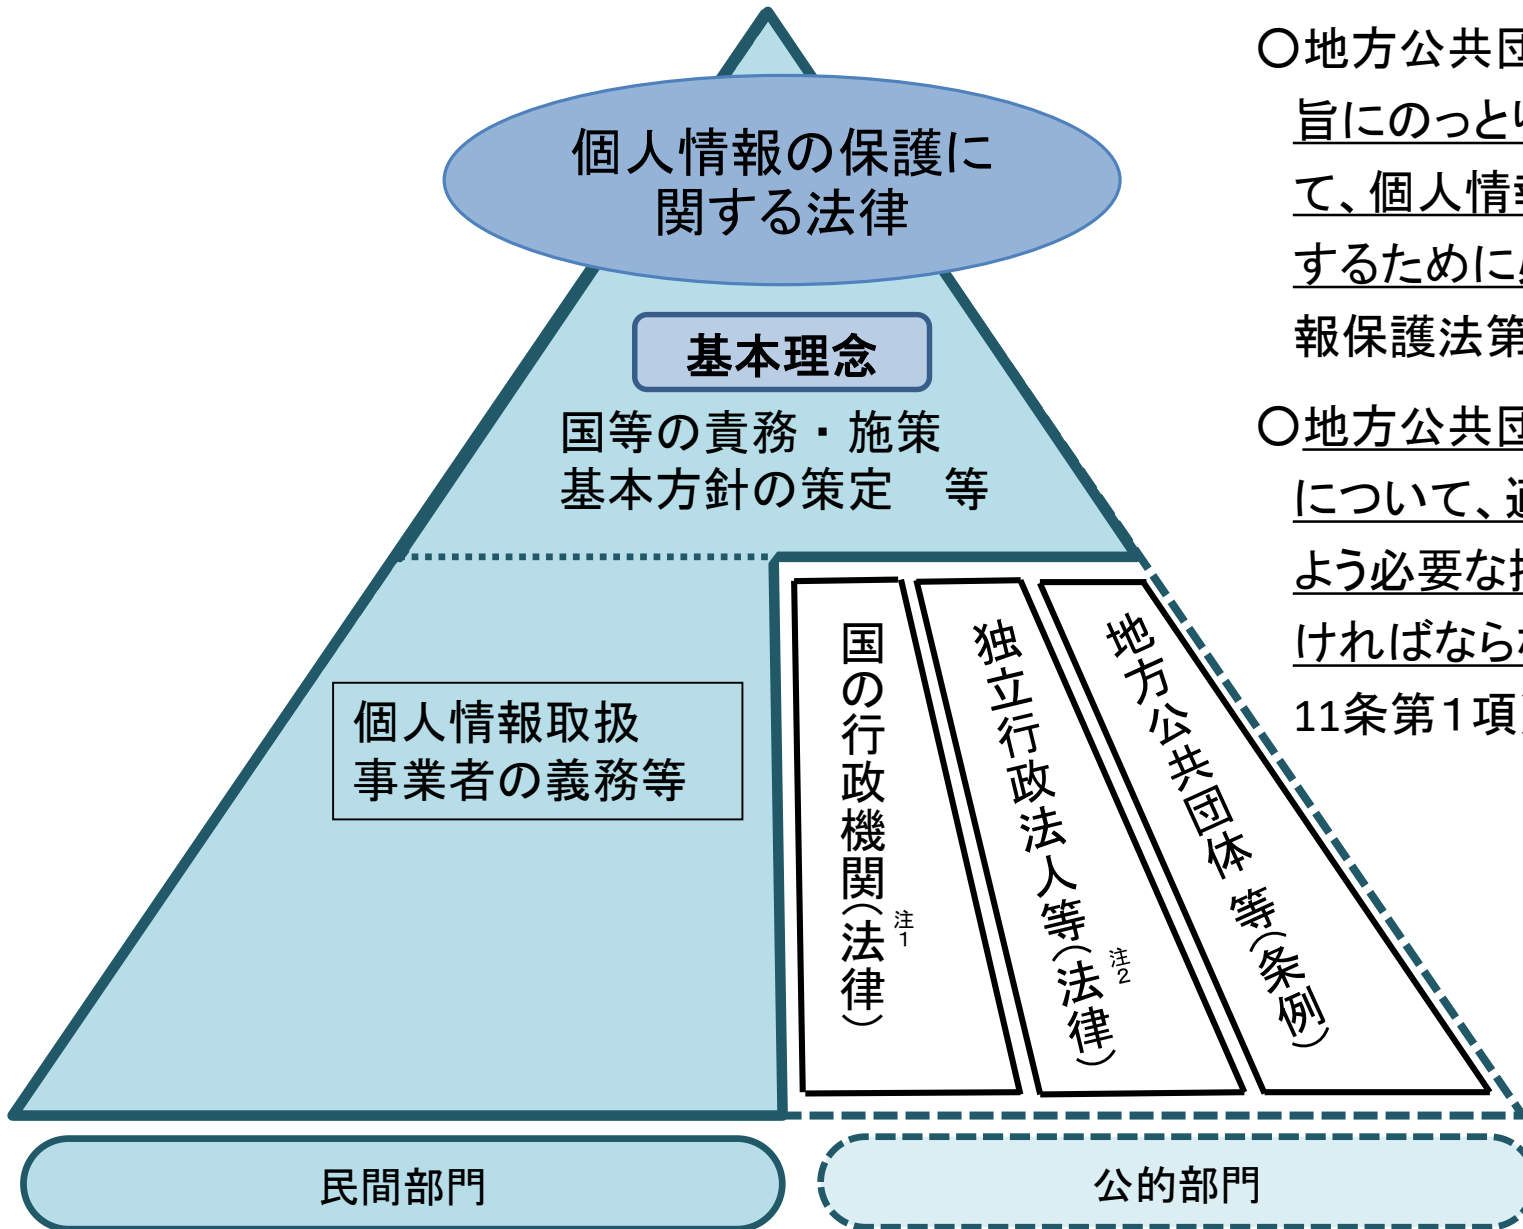 個人情報の保護に
関する法律
基本理念
国等の責務・施策
基本方針の策定　等
個人情報取扱
事業者の義務等
国の行政機関(法律)
注1
独立行政法人等(法律)
注2
地方公共団体 等(条例)
民間部門
公的部門
○地方公共団
旨にのっとり
て、個人情報
するために
報保護法第
○地方公共団
について、適
よう必要な措
ければならな
11条第1項